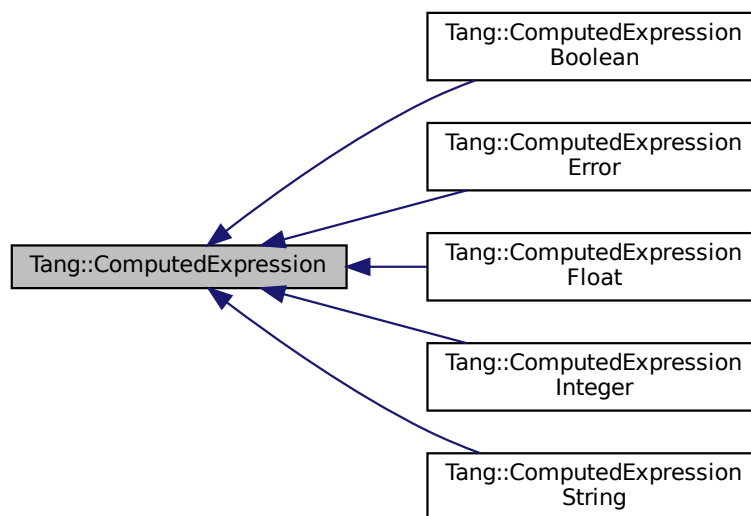 Tang::ComputedExpression
Boolean
Tang::ComputedExpression
Error
Tang::ComputedExpression
Tang::ComputedExpression
Float
Tang::ComputedExpression
Integer
Tang::ComputedExpression
String